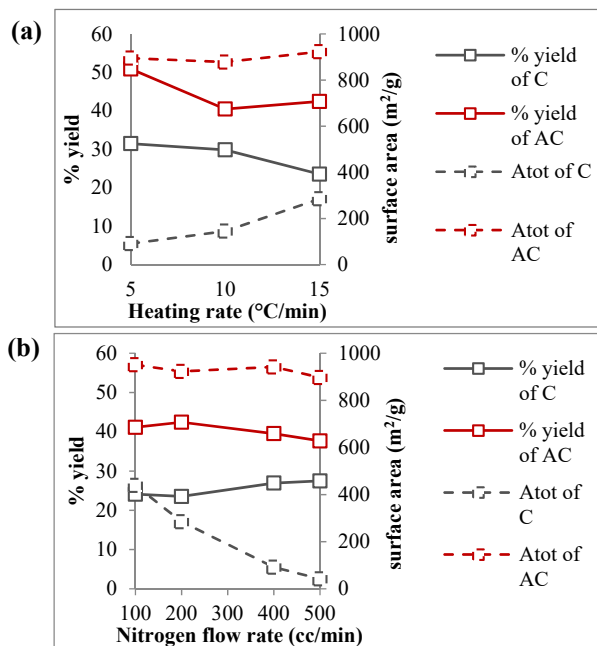 (a)
60
50
40
30
20
10
0
% yield
1000
800
600
400
200
0
surface area (m²/g)
5 10 15
Heating rate (°C/min)
% yield
of C
% yield
of AC
Atot of C
Atot of
AC
(b)
60
50
40
30
20
10
0
% yield
1000
800
600
400
200
0
surface area (m²/g)
100 200 300 400 500
Nitrogen flow rate (cc/min)
% yield
of C
% yield
of AC
Atot of
C
Atot of
AC